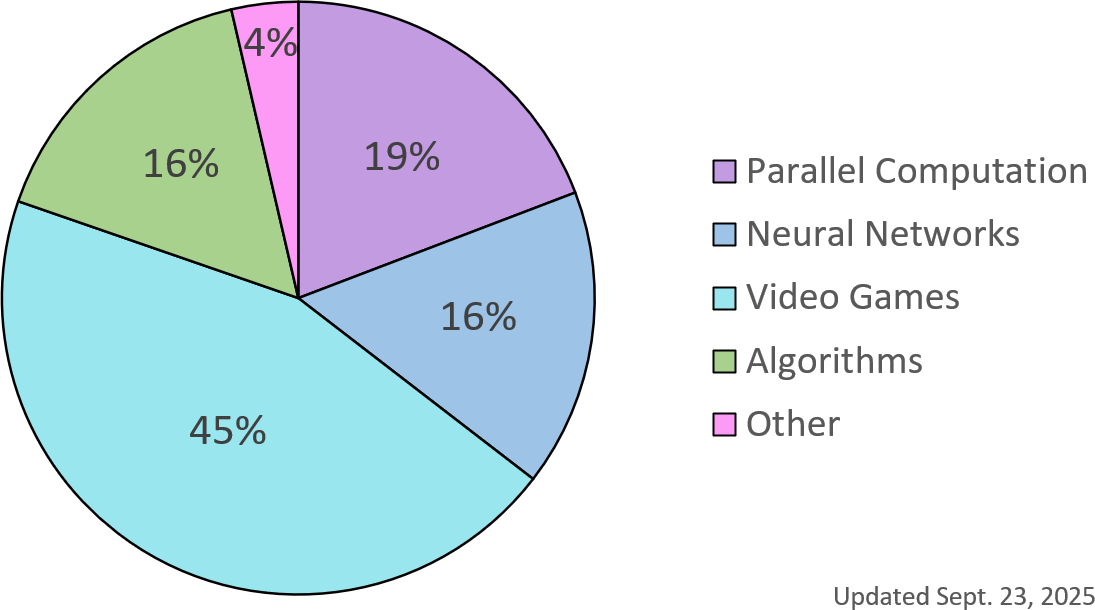 4%
19%
16%
16%
45%
Parallel Computation
Neural Networks
Video Games
Algorithms
Other
Updated Sept. 23, 2025